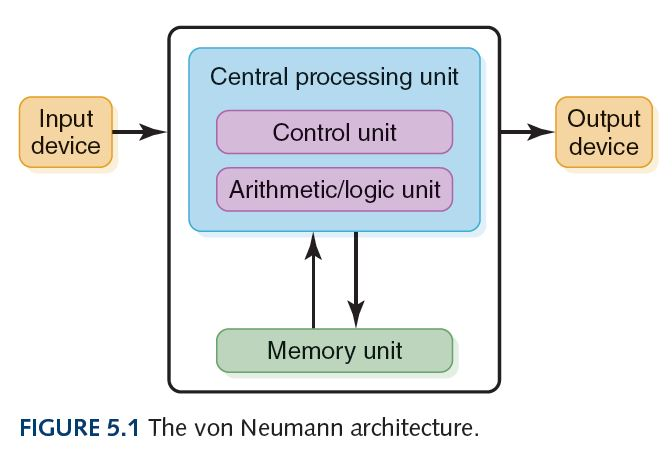 Central processing unit
Input
device
Control unit
Output
device
Arithmetic/logic unit
Memory unit
FIGURE 5.1 The von Neumann architecture.